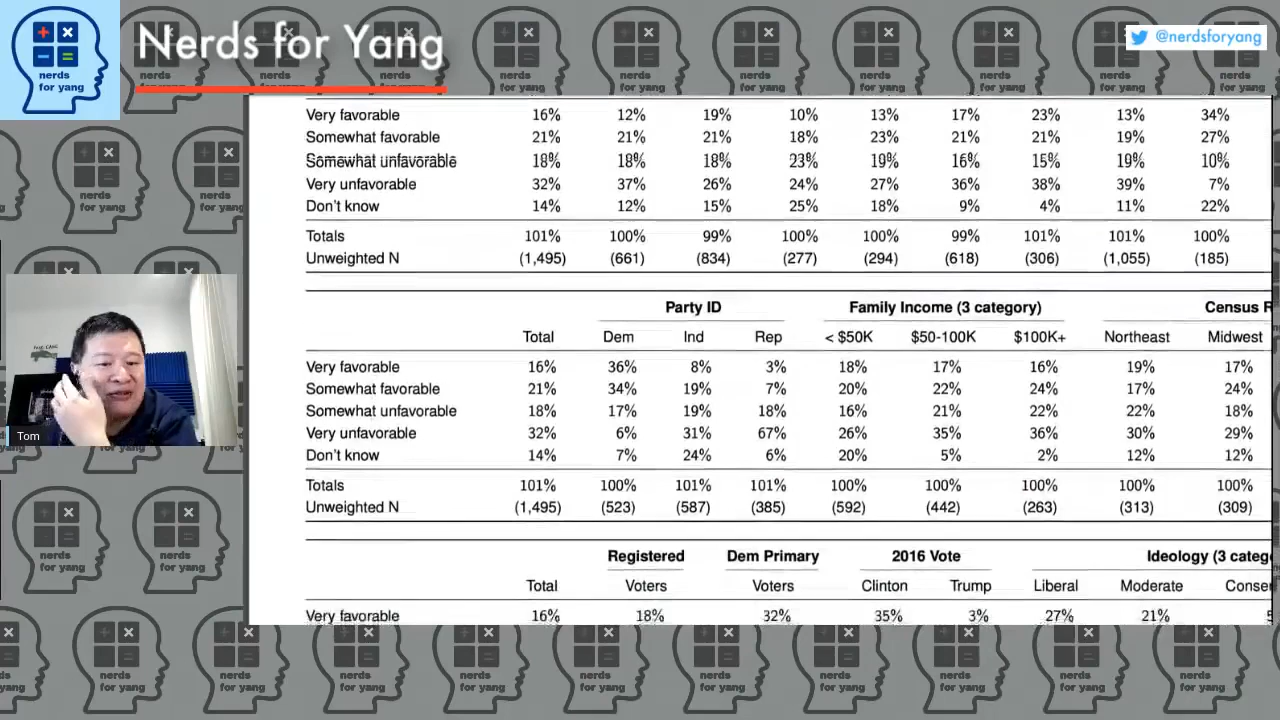 Nerds for Yang
@nerdsforyang
nerds
for yang
Very favorable 16% 12% 19% 10% 13% 17% 23% 13% 34%
Somewhat favorable 21% 21% 21% 18% 23% 21% 21% 19% 27%
Somewhat unfavorable 18% 18% 18% 23% 19% 16% 15% 19% 10%
Very unfavorable 32% 37% 26% 24% 27% 36% 38% 39% 7%
Don't know 14% 12% 15% 25% 18% 9% 4% 11% 22%
Totals 101% 100% 99% 100% 100% 99% 101% 101% 100%
Unweighted N (1,495) (661) (834) (277) (294) (618) (306) (1,055) (185)
Party ID Family Income (3 category) Census R
Total Dem Ind Rep < $50K $50-100K $100K+ Northeast Midwest
Very favorable 16% 36% 8% 3% 18% 17% 16% 19% 17%
Somewhat favorable 21% 34% 19% 7% 20% 22% 24% 17% 24%
Somewhat unfavorable 18% 17% 19% 18% 16% 21% 22% 22% 18%
Very unfavorable 32% 6% 31% 67% 26% 35% 36% 30% 29%
Don't know 14% 7% 24% 6% 20% 5% 2% 12% 12%
Totals 101% 100% 101% 101% 100% 100% 100% 100% 100%
Unweighted N (1,495) (523) (587) (385) (592) (442) (263) (313) (309)
Registered Dem Primary 2016 Vote Ideology (3 categ
Total Voters Voters Clinton Trump Liberal Moderate Conser
Very favorable 16% 18% 32% 35% 3% 27% 21%
Tom